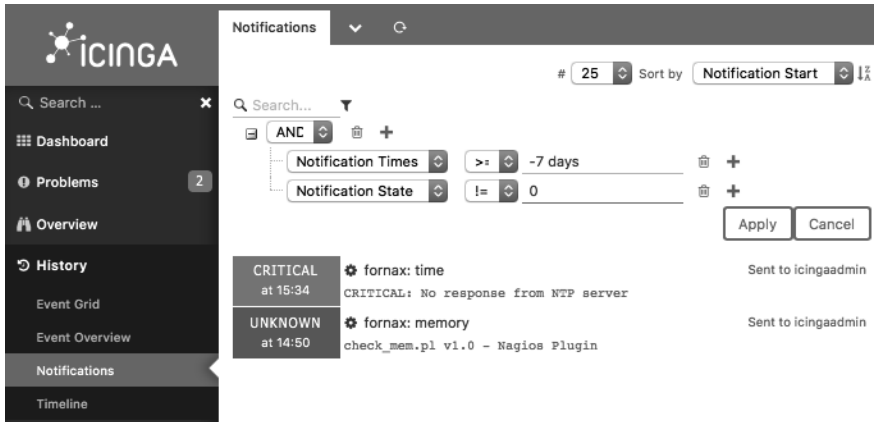 ICINGA
Search ...
Dashboard
Problems 2
Overview
History
Event Grid
Event Overview
Notifications
Timeline
Notifications
# 25 Sort by Notification Start
Search...
AND
Notification Times >= -7 days
Notification State != 0
Apply Cancel
CRITICAL fornax: time Sent to icingaadmin
at 15:34 CRITICAL: No response from NTP server
UNKNOWN fornax: memory Sent to icingaadmin
at 14:50 check_mem.pl v1.0 - Nagios Plugin